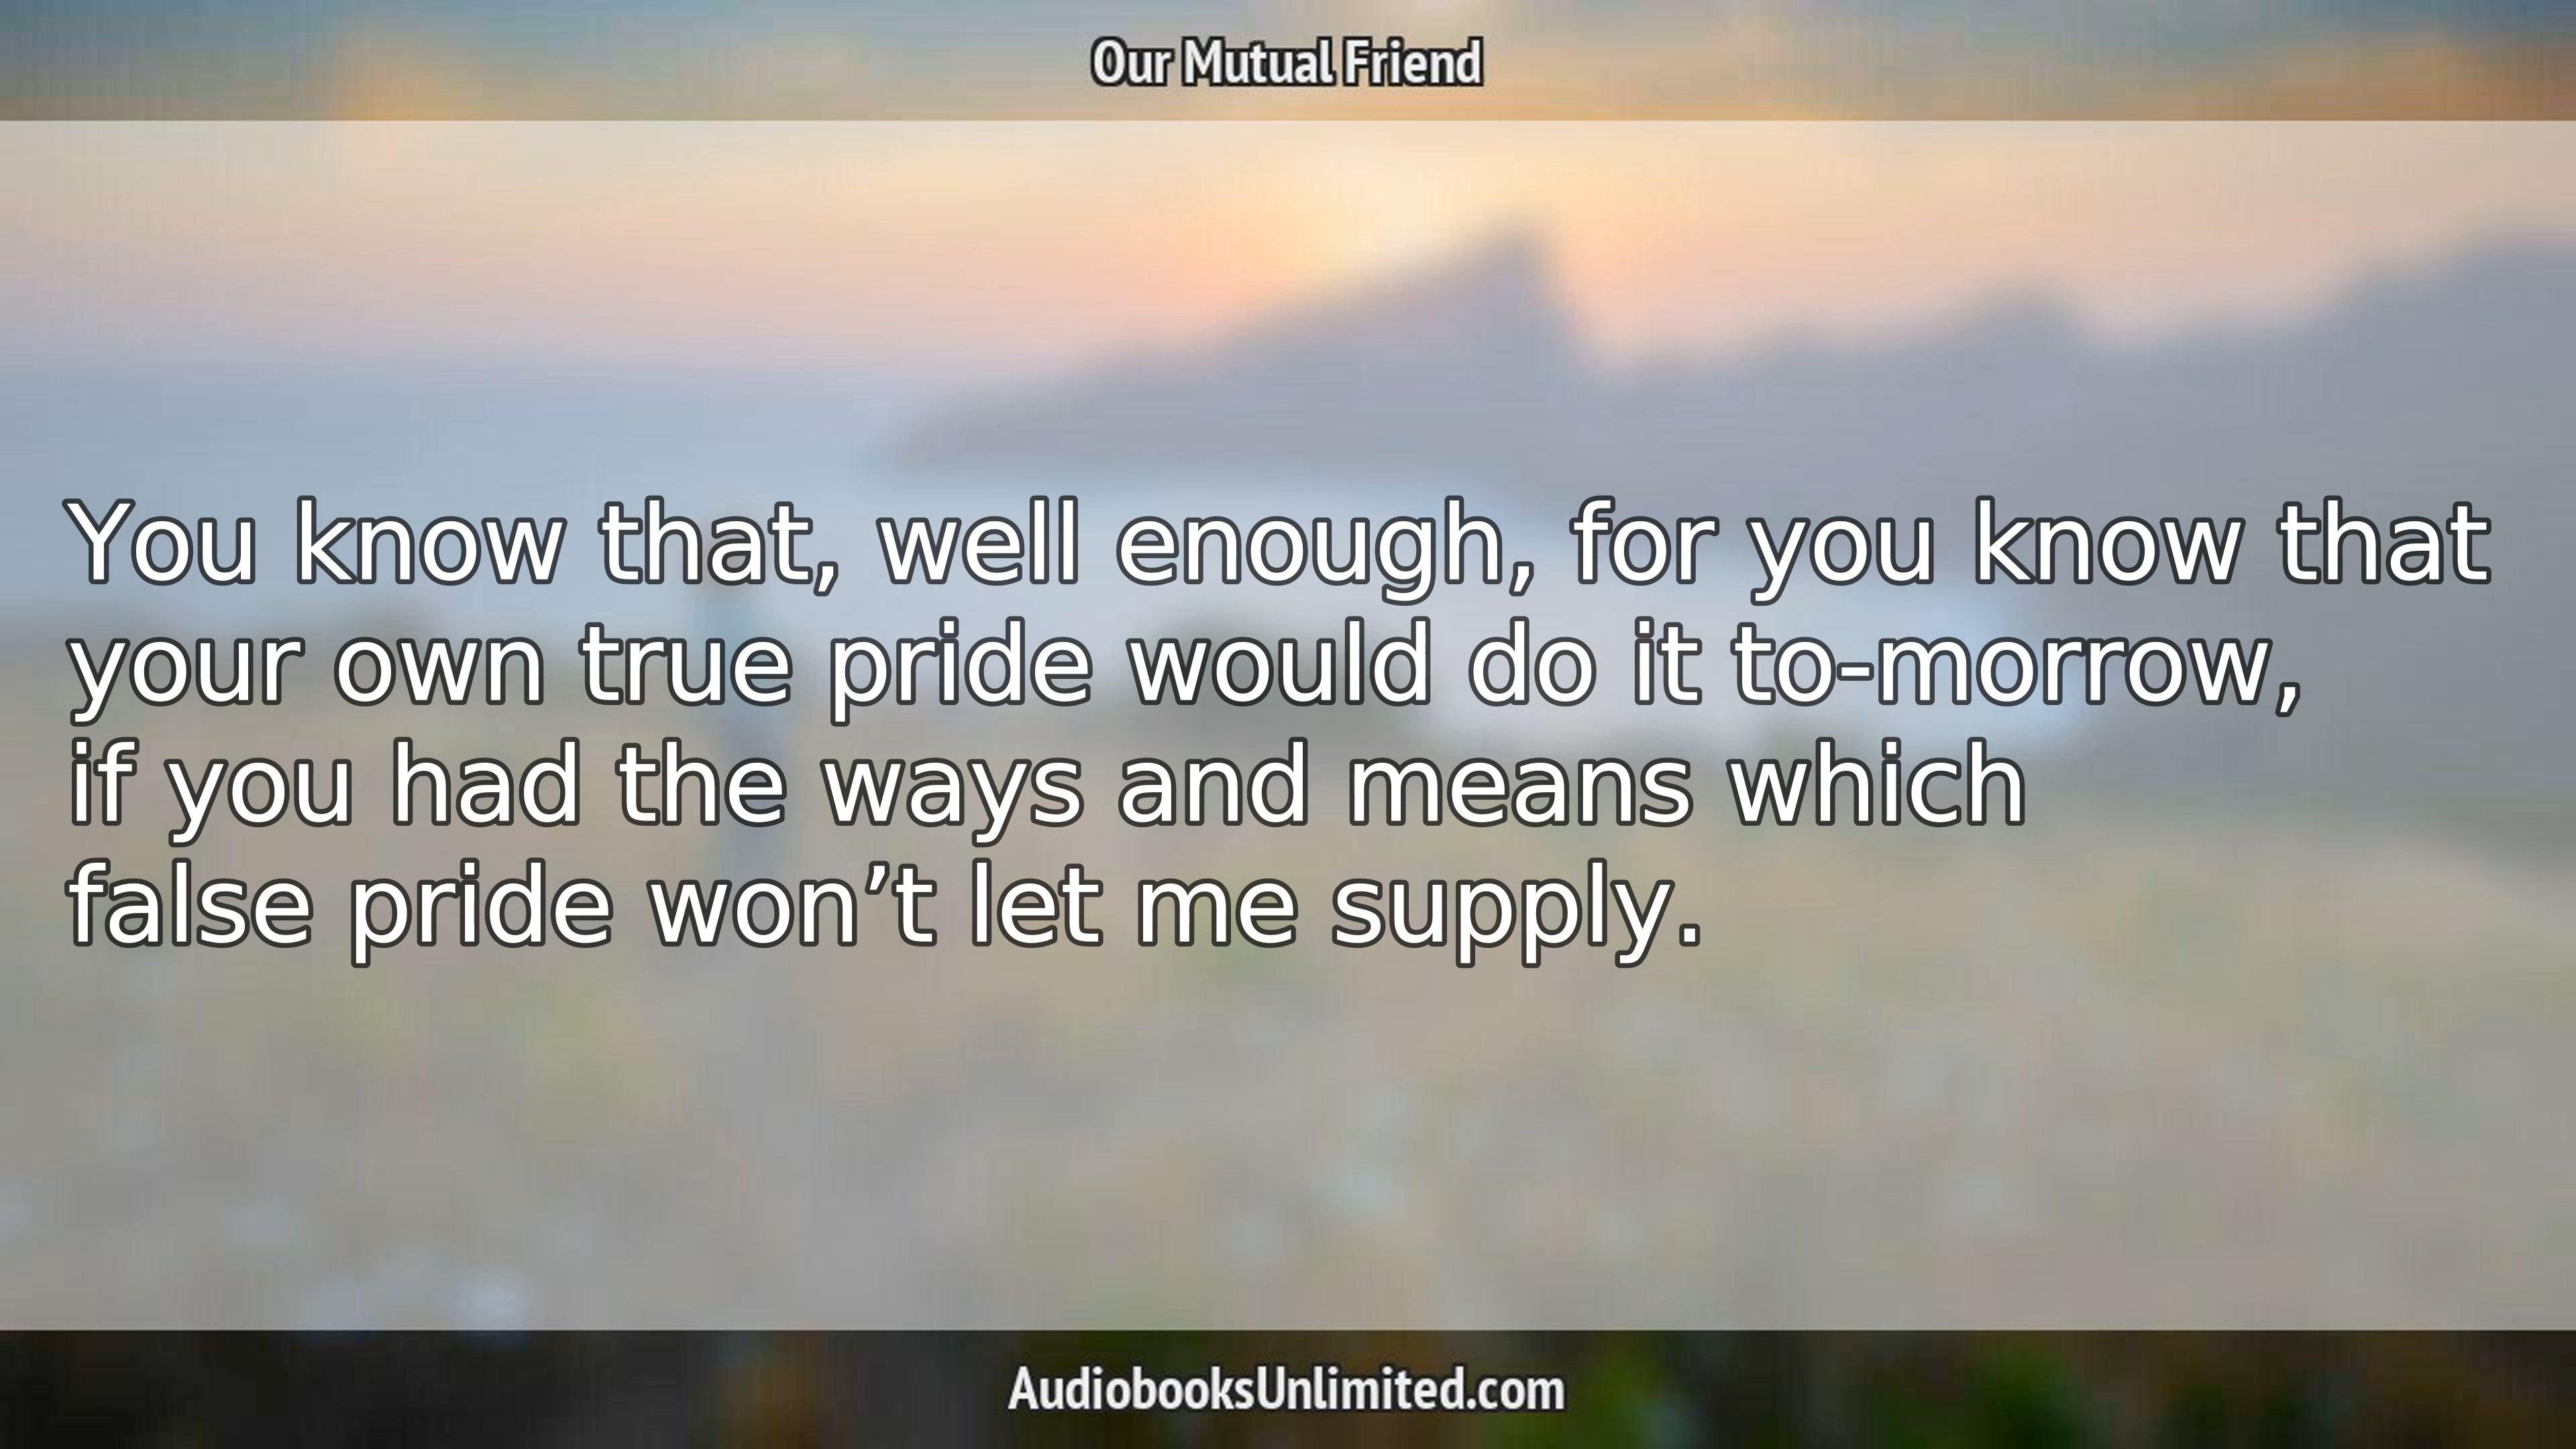 Our Mutual Friend
You know that, well enough, for you know that
your own true pride would do it to-morrow,
if you had the ways and means which
false pride won’t let me supply.
AudiobooksUnlimited.com